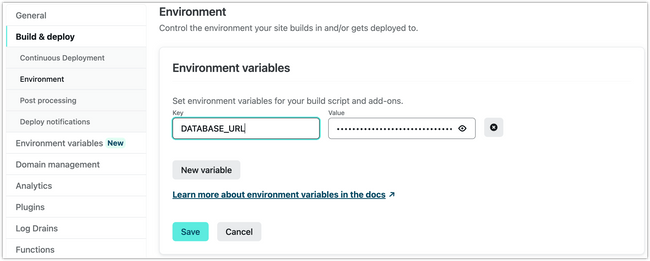 General
Build & deploy
Continuous Deployment
Environment
Post processing
Deploy notifications
Environment variables New
Domain management
Analytics
Plugins
Log Drains
Functions
Environment
Control the environment your site builds in and/or gets deployed to.
Environment variables
Set environment variables for your build script and add-ons.
Key Value
DATABASE_URL ••••••••••••••••••••••••••••••
New variable
Learn more about environment variables in the docs ↗
Save Cancel